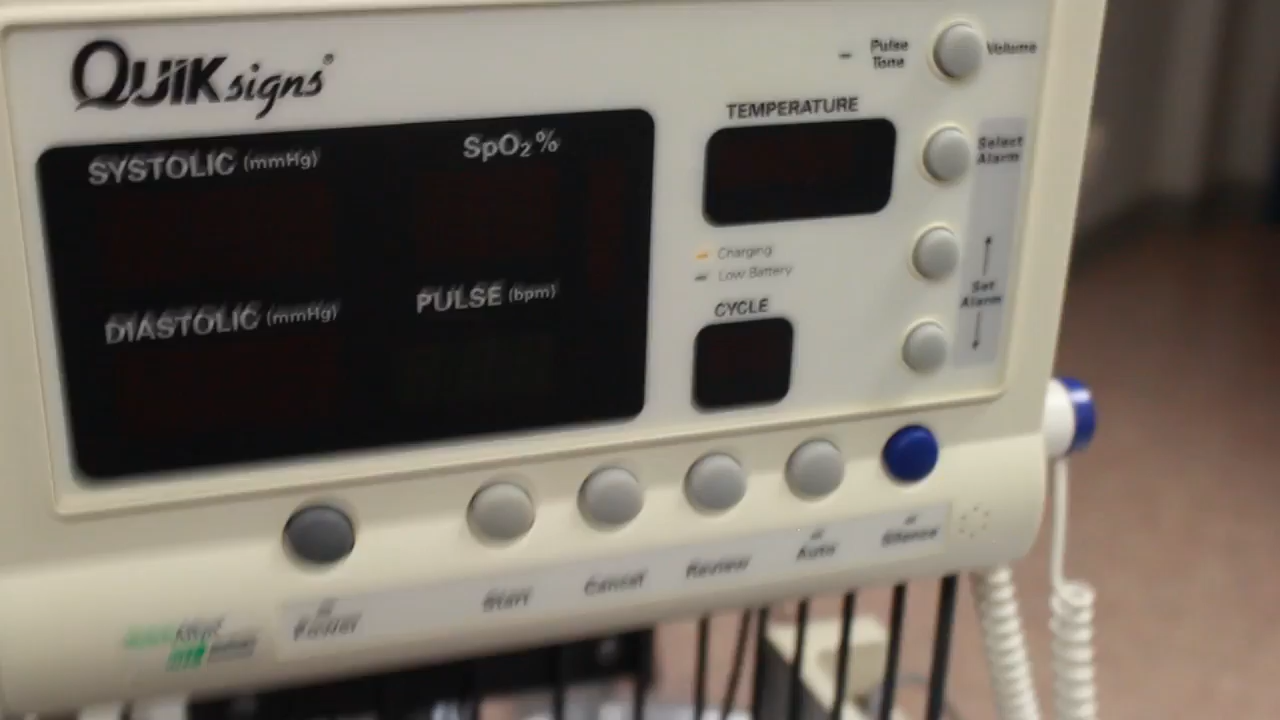 QUIKsigns®
Pulse Tone
Volume
TEMPERATURE
SYSTOLIC (mmHg)
SpO2%
Select Alarm
Charging
Low Battery
DIASTOLIC (mmHg)
PULSE (bpm)
CYCLE
Set Alarm
Power
Start
Cancel
Review
Auto
Silence